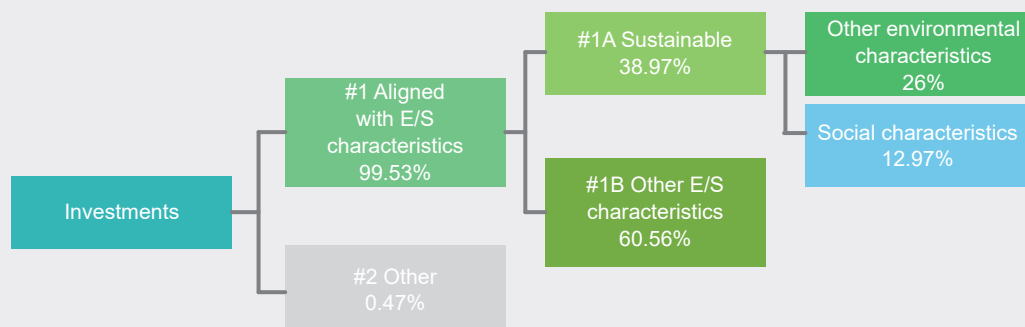 Investments
#1 Aligned
with E/S
characteristics
99.53%
#2 Other
0.47%
#1A Sustainable
38.97%
#1B Other E/S
characteristics
60.56%
Other environmental
characteristics
26%
Social characteristics
12.97%